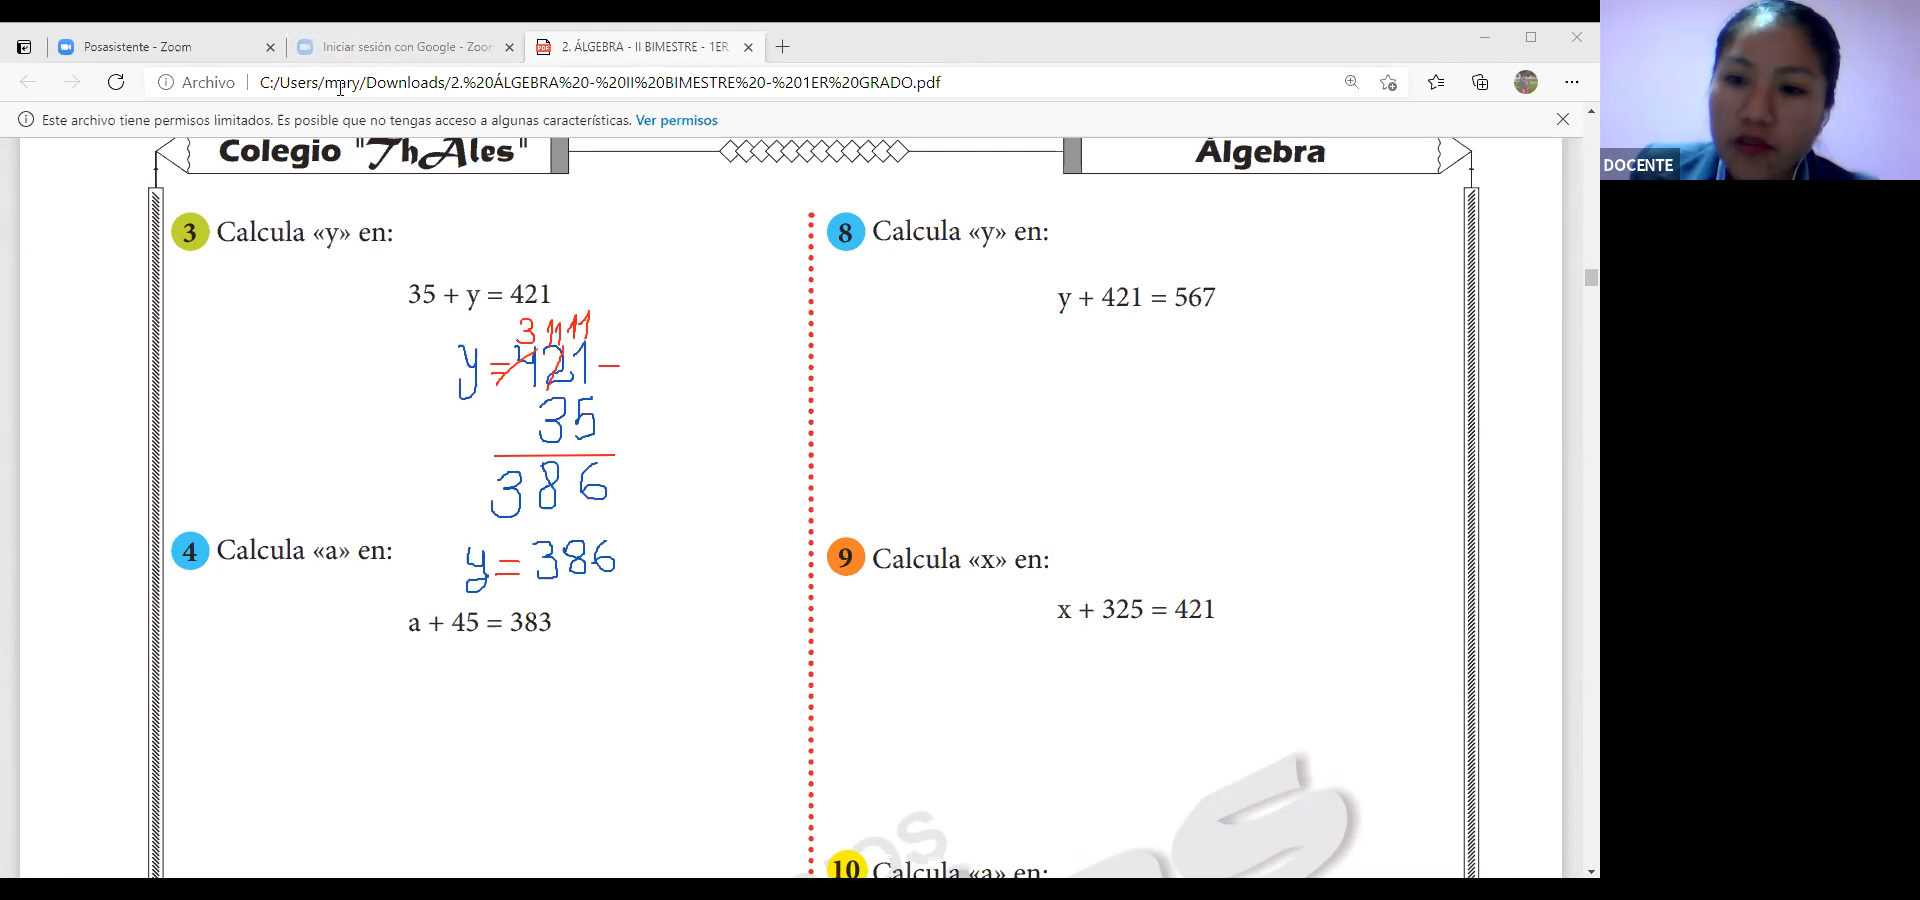 Posasistente - Zoom
Iniciar sesión con Google - Zoom
2. ÁLGEBRA - II BIMESTRE - 1ER
Archivo
C:/Users/mary/Downloads/2.%20ÁLGEBRA%20-%20II%20BIMESTRE%20-%201ER%20GRADO.pdf
Este archivo tiene permisos limitados. Es posible que no tengas acceso a algunas características. Ver permisos
DOCENTE
Colegio "ThAles"
Álgebra
3 Calcula «y» en:
35 + y = 421
3 11 11
y = 421 -
35
386
y = 386
4 Calcula «a» en:
a + 45 = 383
8 Calcula «y» en:
y + 421 = 567
9 Calcula «x» en:
x + 325 = 421
10 Calcula «a» en: